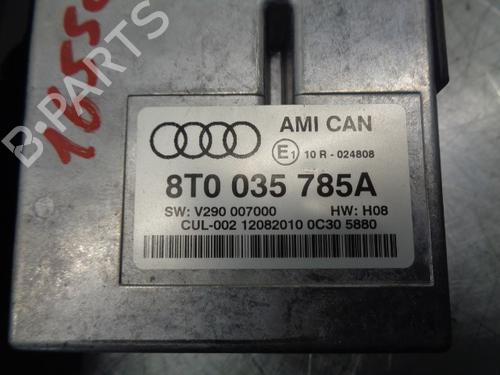 B-PARTS
AMI CAN
E1 10 R - 024808
8T0 035 785A
SW: V290 007000 HW: H08
CUL-002 12082010 0C30 5880